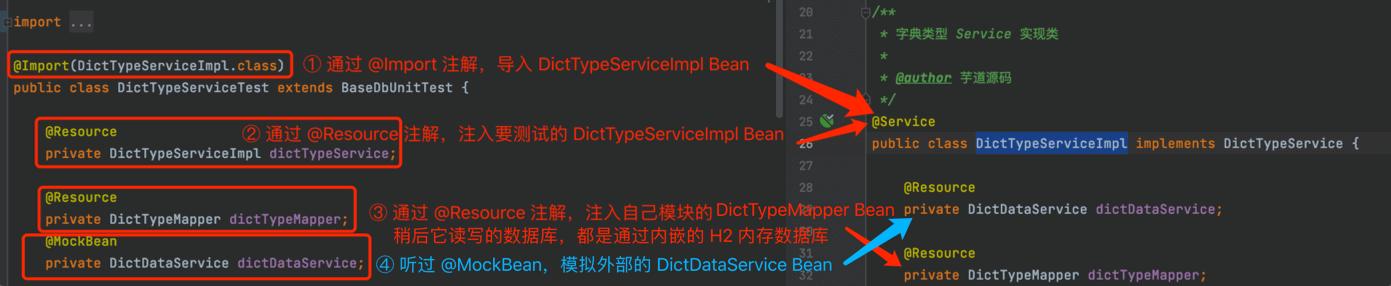 import ...
@Import(DictTypeServiceImpl.class) ① 通过 @Import 注解，导入 DictTypeServiceImpl Bean
public class DictTypeServiceTest extends BaseDbUnitTest {
@Resource ② 通过 @Resource 注解，注入要测试的 DictTypeServiceImpl Bean
private DictTypeServiceImpl dictTypeService;
@Resource
private DictTypeMapper dictTypeMapper; ③ 通过 @Resource 注解，注入自己模块的 DictTypeMapper Bean
稍后它读写的数据库，都是通过内嵌的 H2 内存数据库
@MockBean
private DictDataService dictDataService; ④ 听过 @MockBean，模拟外部的 DictDataService Bean
20 /**
21 * 字典类型 Service 实现类
22 *
23 * @author 芋道源码
24 */
25 @Service
26 public class DictTypeServiceImpl implements DictTypeService {
27
28 @Resource
private DictDataService dictDataService;
31 @Resource
32 private DictTypeMapper dictTypeMapper;